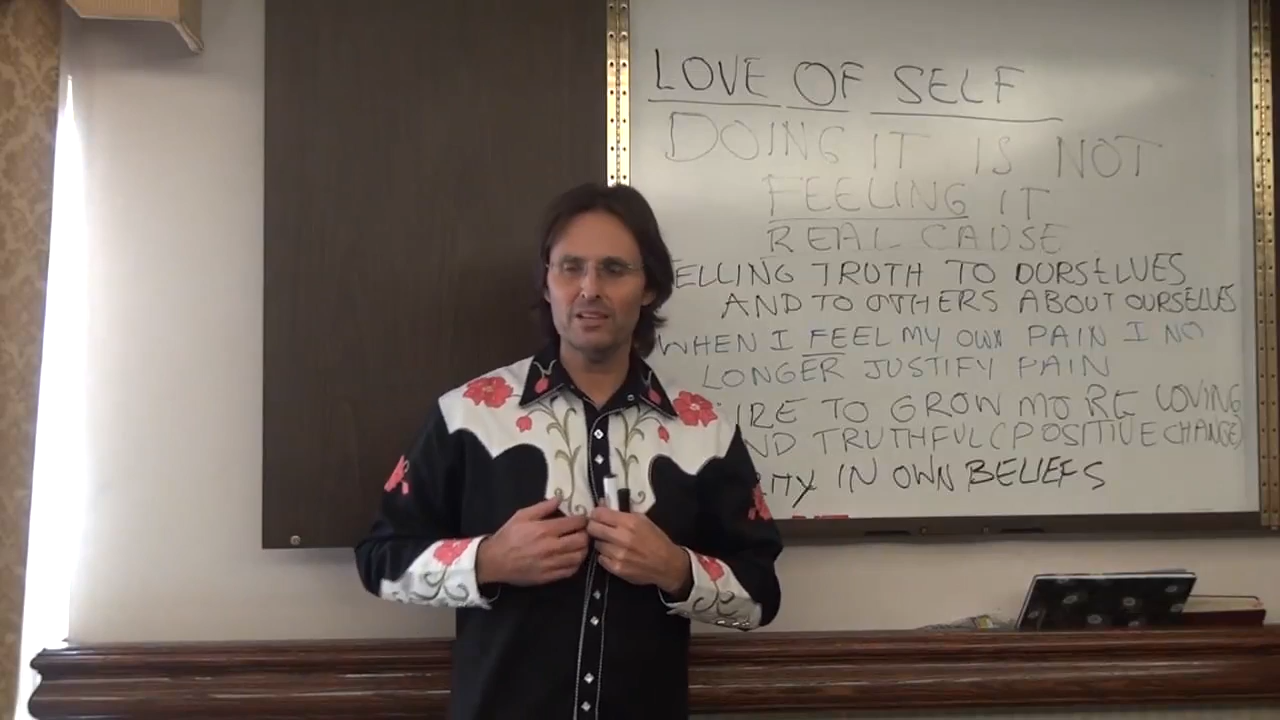 LOVE OF SELF
DOING IT IS NOT
FEELING IT
REAL CAUSE
ELLING TRUTH TO OURSELVES
AND TO OTHERS ABOUT OURSELVES
WHEN I FEEL MY OWN PAIN I NO
LONGER JUSTIFY PAIN
IRE TO GROW MORE LOVING
ND TRUTHFUL (POSITIVE CHANGE)
IN OWN BELIEFS